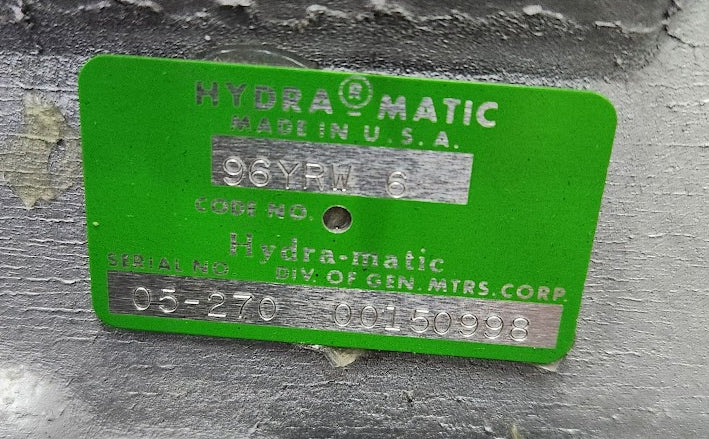 HYDRA ® MATIC
MADE IN U.S.A.
96YRW 6
CODE NO.
Hydra-matic
SERIAL NO DIV. OF GEN. MTRS. CORP.
05-270 00150998